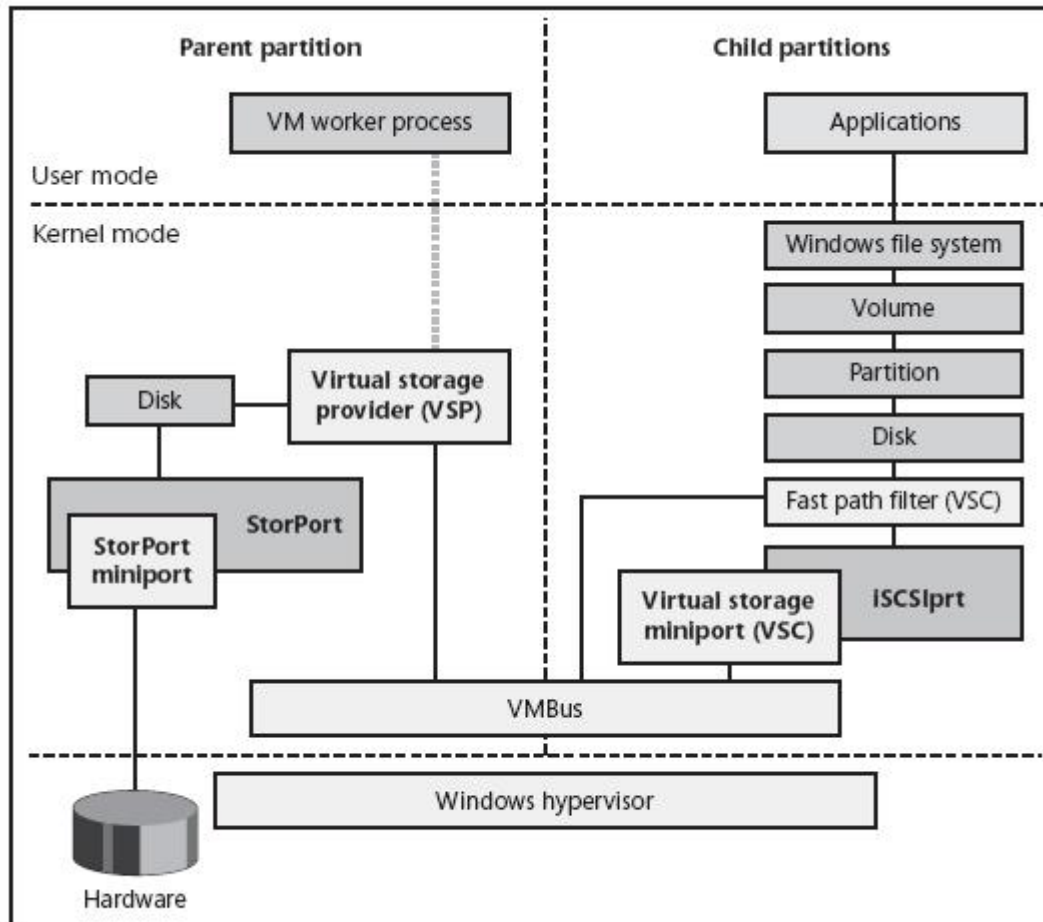 Parent partition
Child partitions
VM worker process
Applications
User mode
Kernel mode
Windows file system
Volume
Partition
Disk
Fast path filter (VSC)
iSCSIprt
Virtual storage
miniport (VSC)
Virtual storage
provider (VSP)
Disk
StorPort
StorPort
miniport
VMBus
Windows hypervisor
Hardware